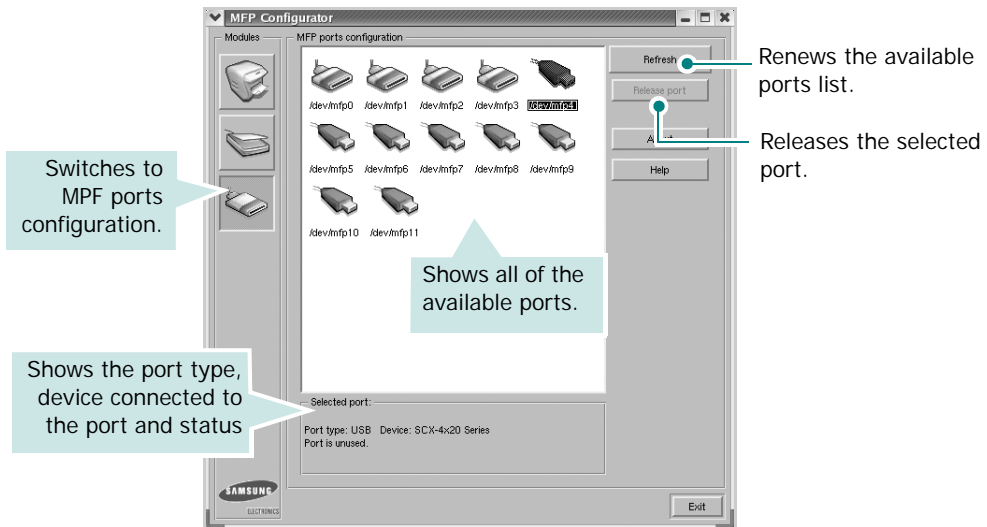 MFP Configurator
Modules
MFP ports configuration
/dev/mfp0 /dev/mfp1 /dev/mfp2 /dev/mfp3 /dev/mfp4
/dev/mfp5 /dev/mfp6 /dev/mfp7 /dev/mfp8 /dev/mfp9
/dev/mfp10 /dev/mfp11
Refresh
Release port
Help
Renews the available
ports list.
Releases the selected
port.
Switches to
MPF ports
configuration.
Shows all of the
available ports.
Shows the port type,
device connected to
the port and status
Selected port:
Port type: USB Device: SCX-4x20 Series
Port is unused.
SAMSUNG
ELECTRONICS
Exit